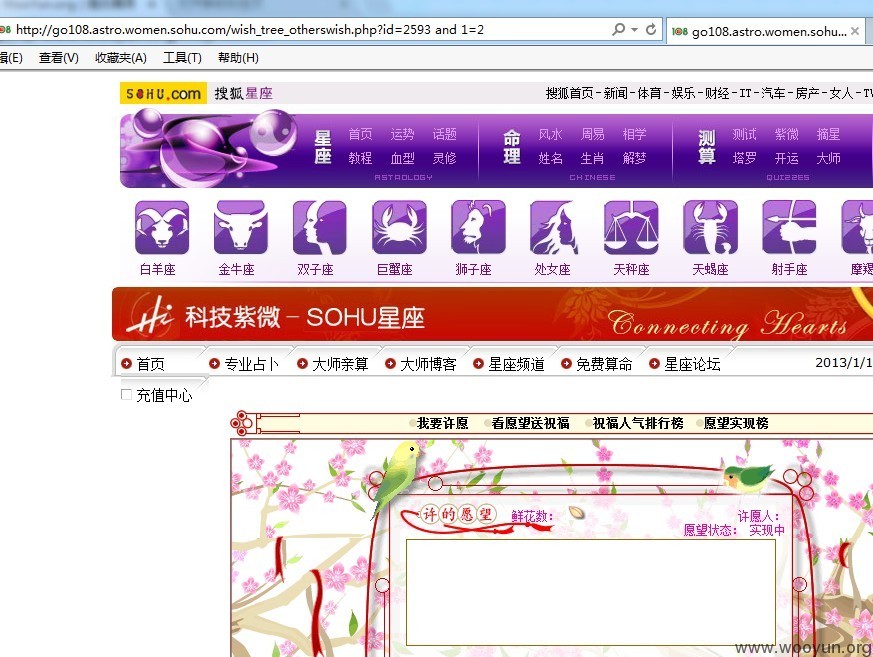 http://go108.astro.women.sohu.com/wish_tree_otherswish.php?id=2593 and 1=2
go108.astro.women.sohu...
辑(E) 查看(V) 收藏夹(A) 工具(T) 帮助(H)
SOHU.com 搜狐星座 搜狐首页-新闻-体育-娱乐-财经-IT-汽车-房产-女人-TV
星座 首页 运势 话题 命理 风水 周易 相学 测算 测试 紫微 摘星
教程 血型 灵修 姓名 生肖 解梦 塔罗 开运 大师
ASTROLOGY CHINESE QUIZZES
白羊座 金牛座 双子座 巨蟹座 狮子座 处女座 天秤座 天蝎座 射手座 摩羯
Hi 科技紫微－SOHU星座 Connecting Hearts
首页 专业占卜 大师亲算 大师博客 星座频道 免费算命 星座论坛 2013/1/1
充值中心
我要许愿 看愿望送祝福 祝福人气排行榜 愿望实现榜
许的愿望 鲜花数： 许愿人：
愿望状态： 实现中
www.wooyun.org